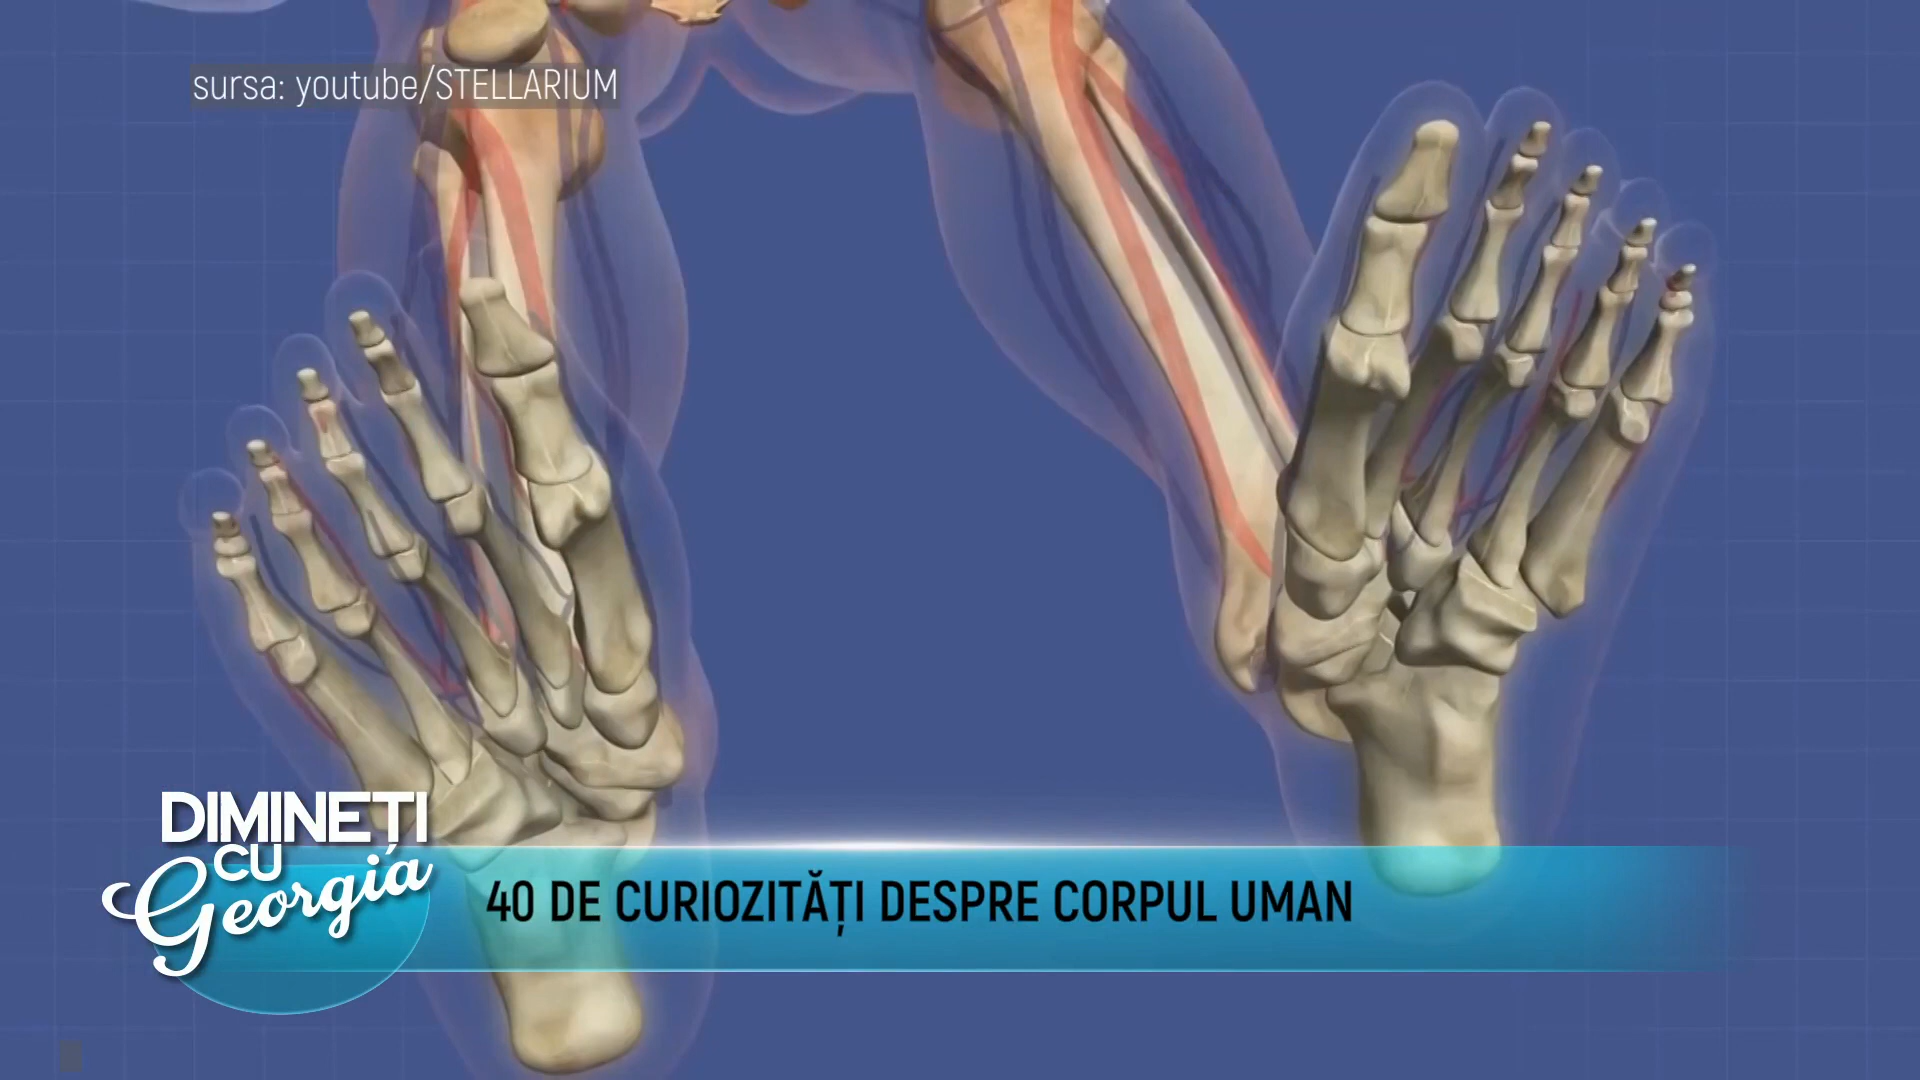 sursa: youtube/STELLARIUM
DIMINEȚI
CU
Georgia
40 DE CURIOZITĂȚI DESPRE CORPUL UMAN